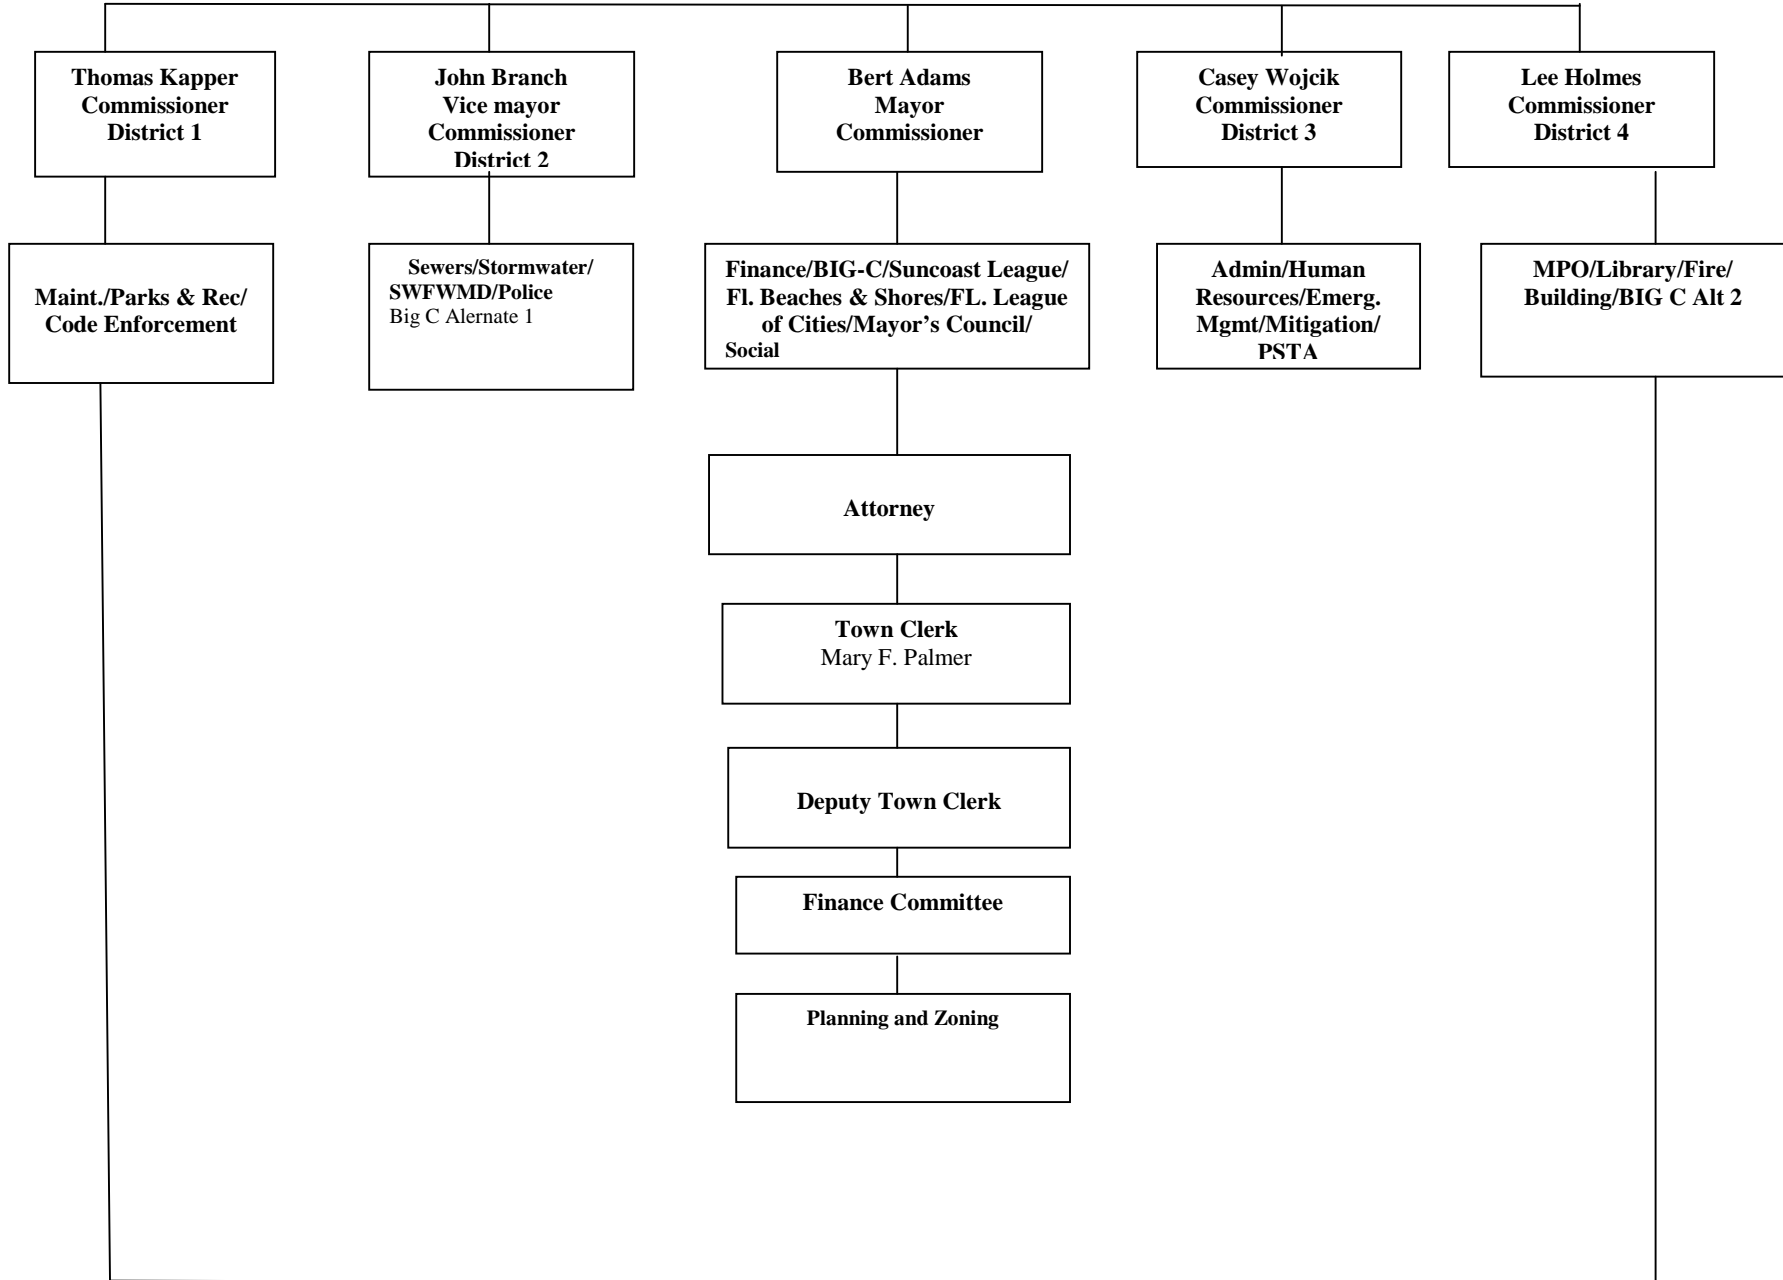 Thomas Kapper
Commissioner
District 1
John Branch
Vice mayor
Commissioner
District 2
Bert Adams
Mayor
Commissioner
Casey Wojcik
Commissioner
District 3
Lee Holmes
Commissioner
District 4
Maint./Parks & Rec/
Code Enforcement
Sewers/Stormwater/
SWFWMD/Police
Big C Alernate 1
Finance/BIG-C/Suncoast League/
Fl. Beaches & Shores/FL. League
of Cities/Mayor’s Council/
Social
Admin/Human
Resources/Emerg.
Mgmt/Mitigation/
PSTA
MPO/Library/Fire/
Building/BIG C Alt 2
Attorney
Town Clerk
Mary F. Palmer
Deputy Town Clerk
Finance Committee
Planning and Zoning